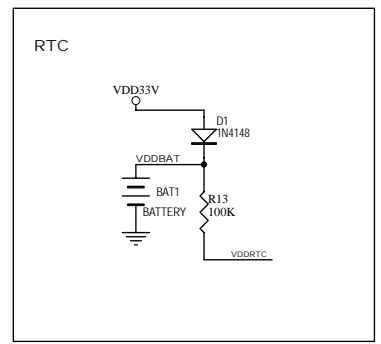 RTC
VDD33V
D1
1N4148
VDDBAT
BAT1
BATTERY
R13
100K
VDDRTC